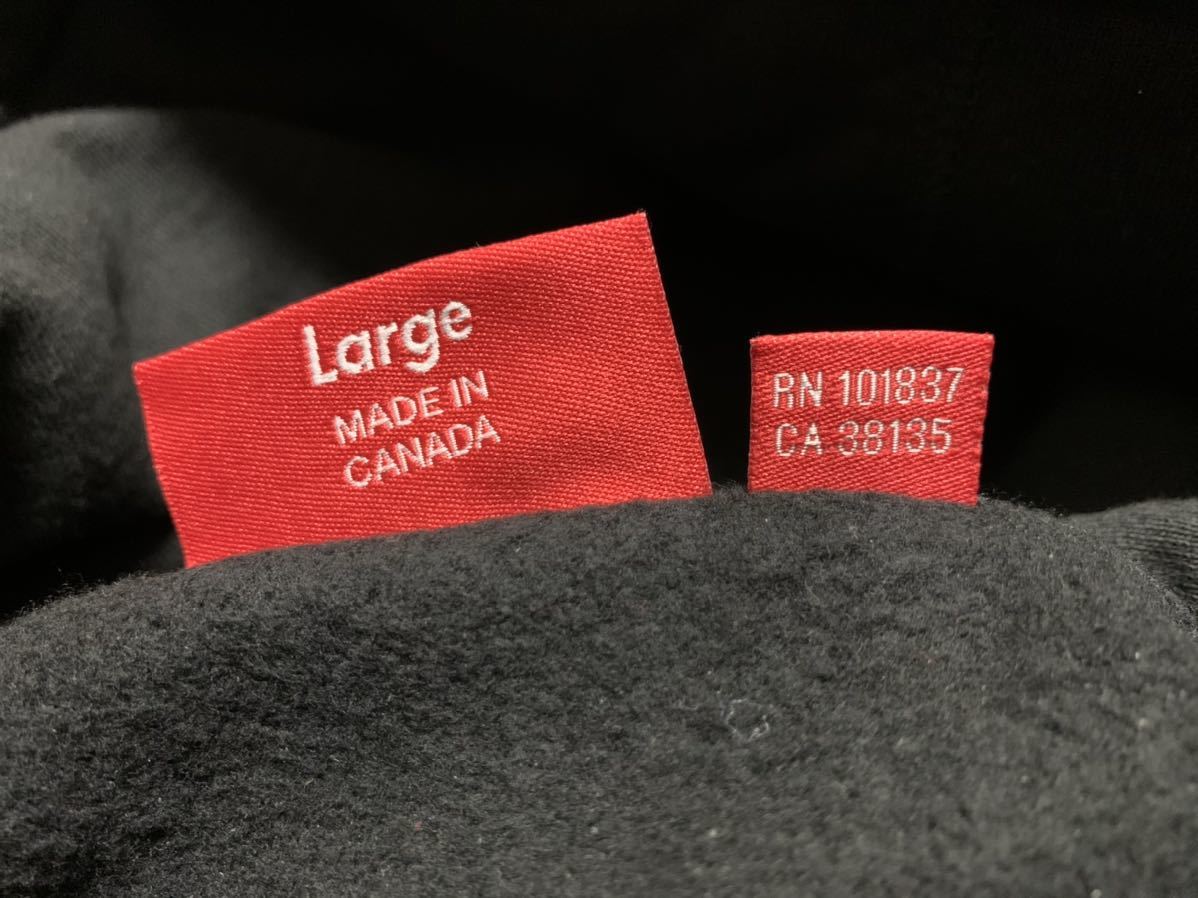 Large
MADE IN
CANADA
RN 101837
CA 38135